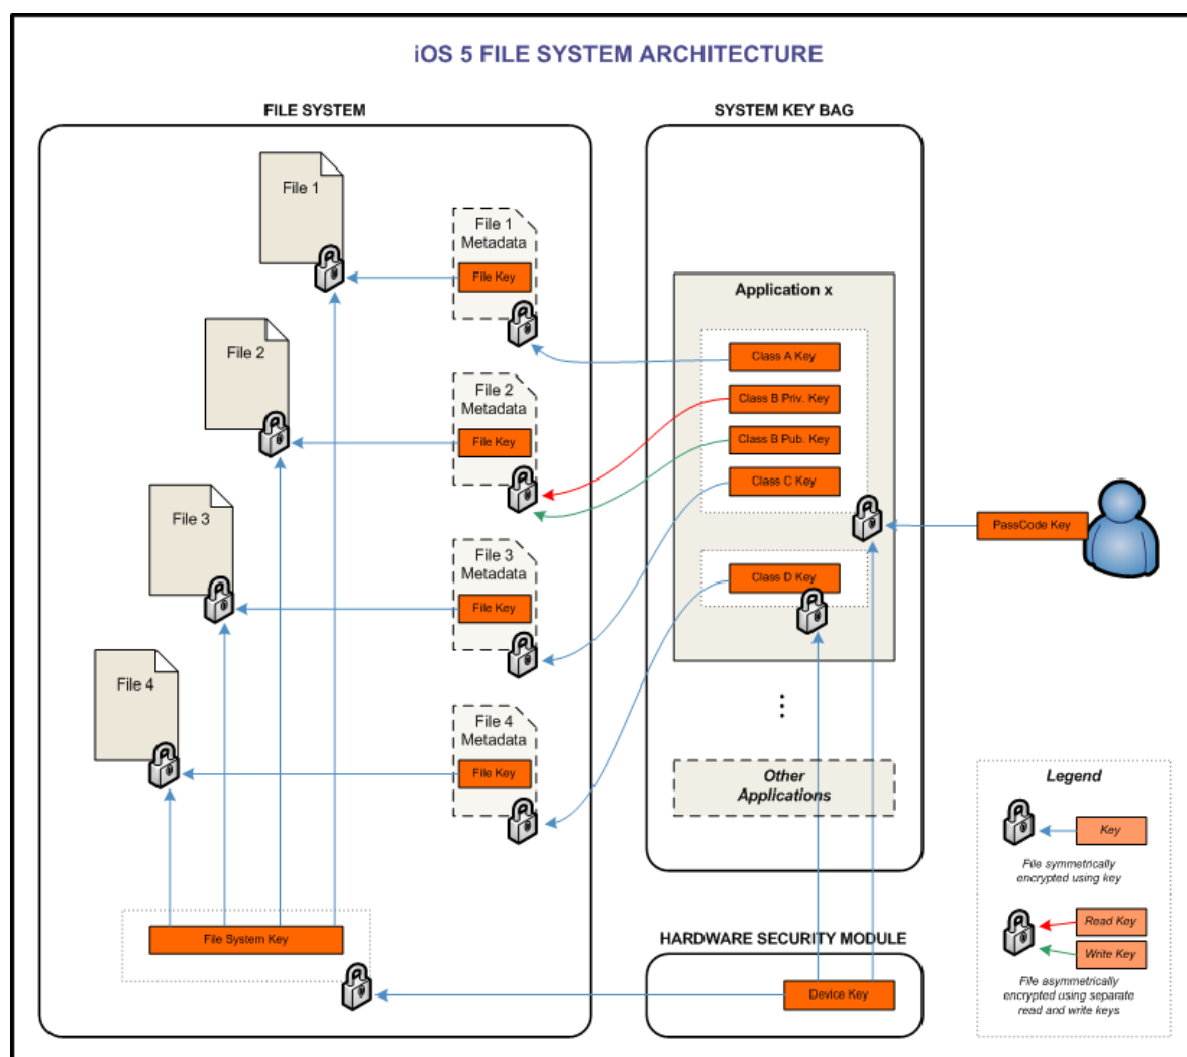 iOS 5 FILE SYSTEM ARCHITECTURE
FILE SYSTEM
SYSTEM KEY BAG
File 1
File 1
Metadata
File Key
File 2
File 2
Metadata
File Key
File 3
File 3
Metadata
File Key
File 4
File 4
Metadata
File Key
File System Key
Application x
Class A Key
Class B Priv. Key
Class B Pub. Key
Class C Key
Class D Key
PassCode Key
⋮
Other
Applications
HARDWARE SECURITY MODULE
Device Key
Legend
Key
File symmetrically
encrypted using key
Read Key
Write Key
File asymmetrically
encrypted using separate
read and write keys